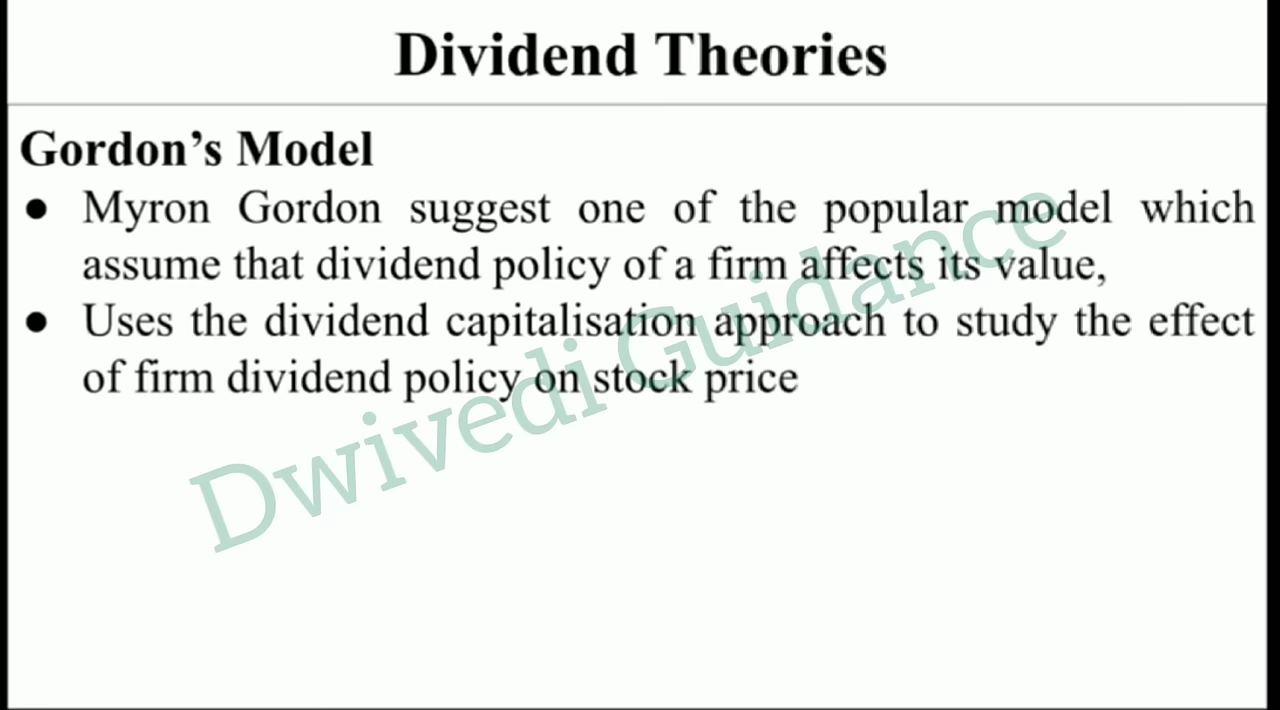 Dividend Theories
Gordon’s Model
● Myron Gordon suggest one of the popular model which
assume that dividend policy of a firm affects its value,
● Uses the dividend capitalisation approach to study the effect
of firm dividend policy on stock price
Dwivedi Guidance